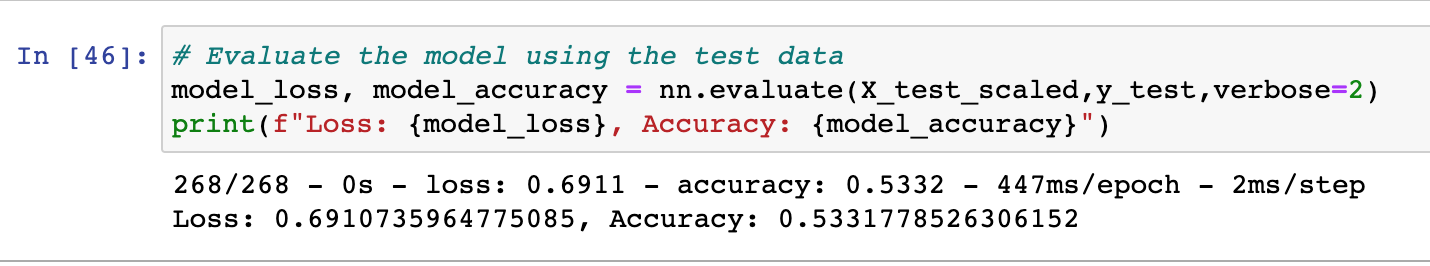 In [46]: # Evaluate the model using the test data
model_loss, model_accuracy = nn.evaluate(X_test_scaled,y_test,verbose=2)
print(f"Loss: {model_loss}, Accuracy: {model_accuracy}")
268/268 - 0s - loss: 0.6911 - accuracy: 0.5332 - 447ms/epoch - 2ms/step
Loss: 0.6910735964775085, Accuracy: 0.5331778526306152